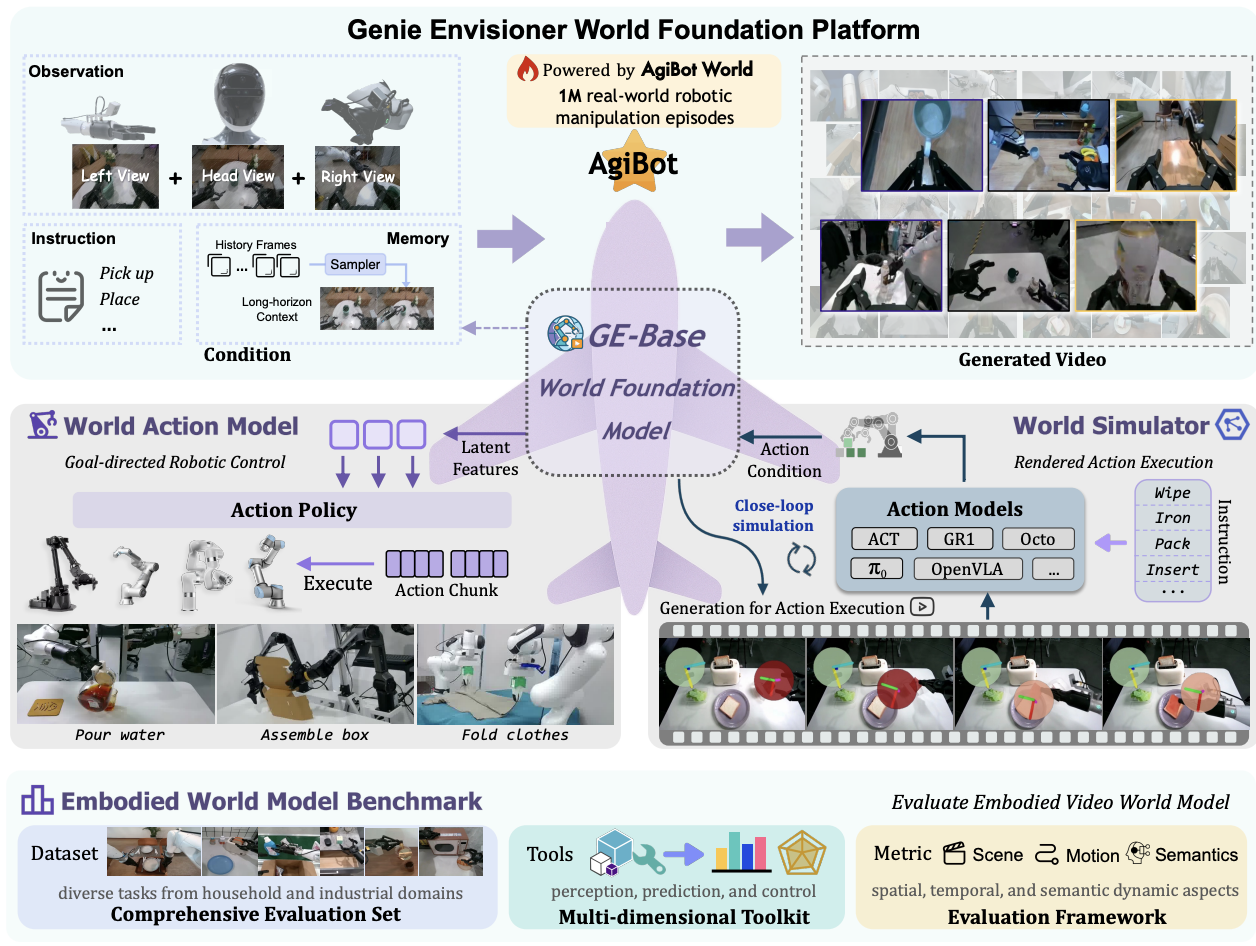 Genie Envisioner World Foundation Platform
Observation
Left View + Head View + Right View
Instruction
Pick up
Place
...
Memory
History Frames
...
Sampler
Long-horizon
Context
Condition
Powered by AgiBot World
1M real-world robotic
manipulation episodes
AgiBot
GE-Base
World Foundation
Model
Generated Video
World Action Model
Goal-directed Robotic Control
Latent
Features
Action Policy
Execute
Action Chunk
Pour water
Assemble box
Fold clothes
World Simulator
Rendered Action Execution
Action
Condition
Close-loop
simulation
Action Models
ACT GR1 Octo
π0 OpenVLA ...
Instruction
Wipe
Iron
Pack
Insert
...
Generation for Action Execution
Embodied World Model Benchmark
Evaluate Embodied Video World Model
Dataset
diverse tasks from household and industrial domains
Comprehensive Evaluation Set
Tools
perception, prediction, and control
Multi-dimensional Toolkit
Metric Scene Motion Semantics
spatial, temporal, and semantic dynamic aspects
Evaluation Framework